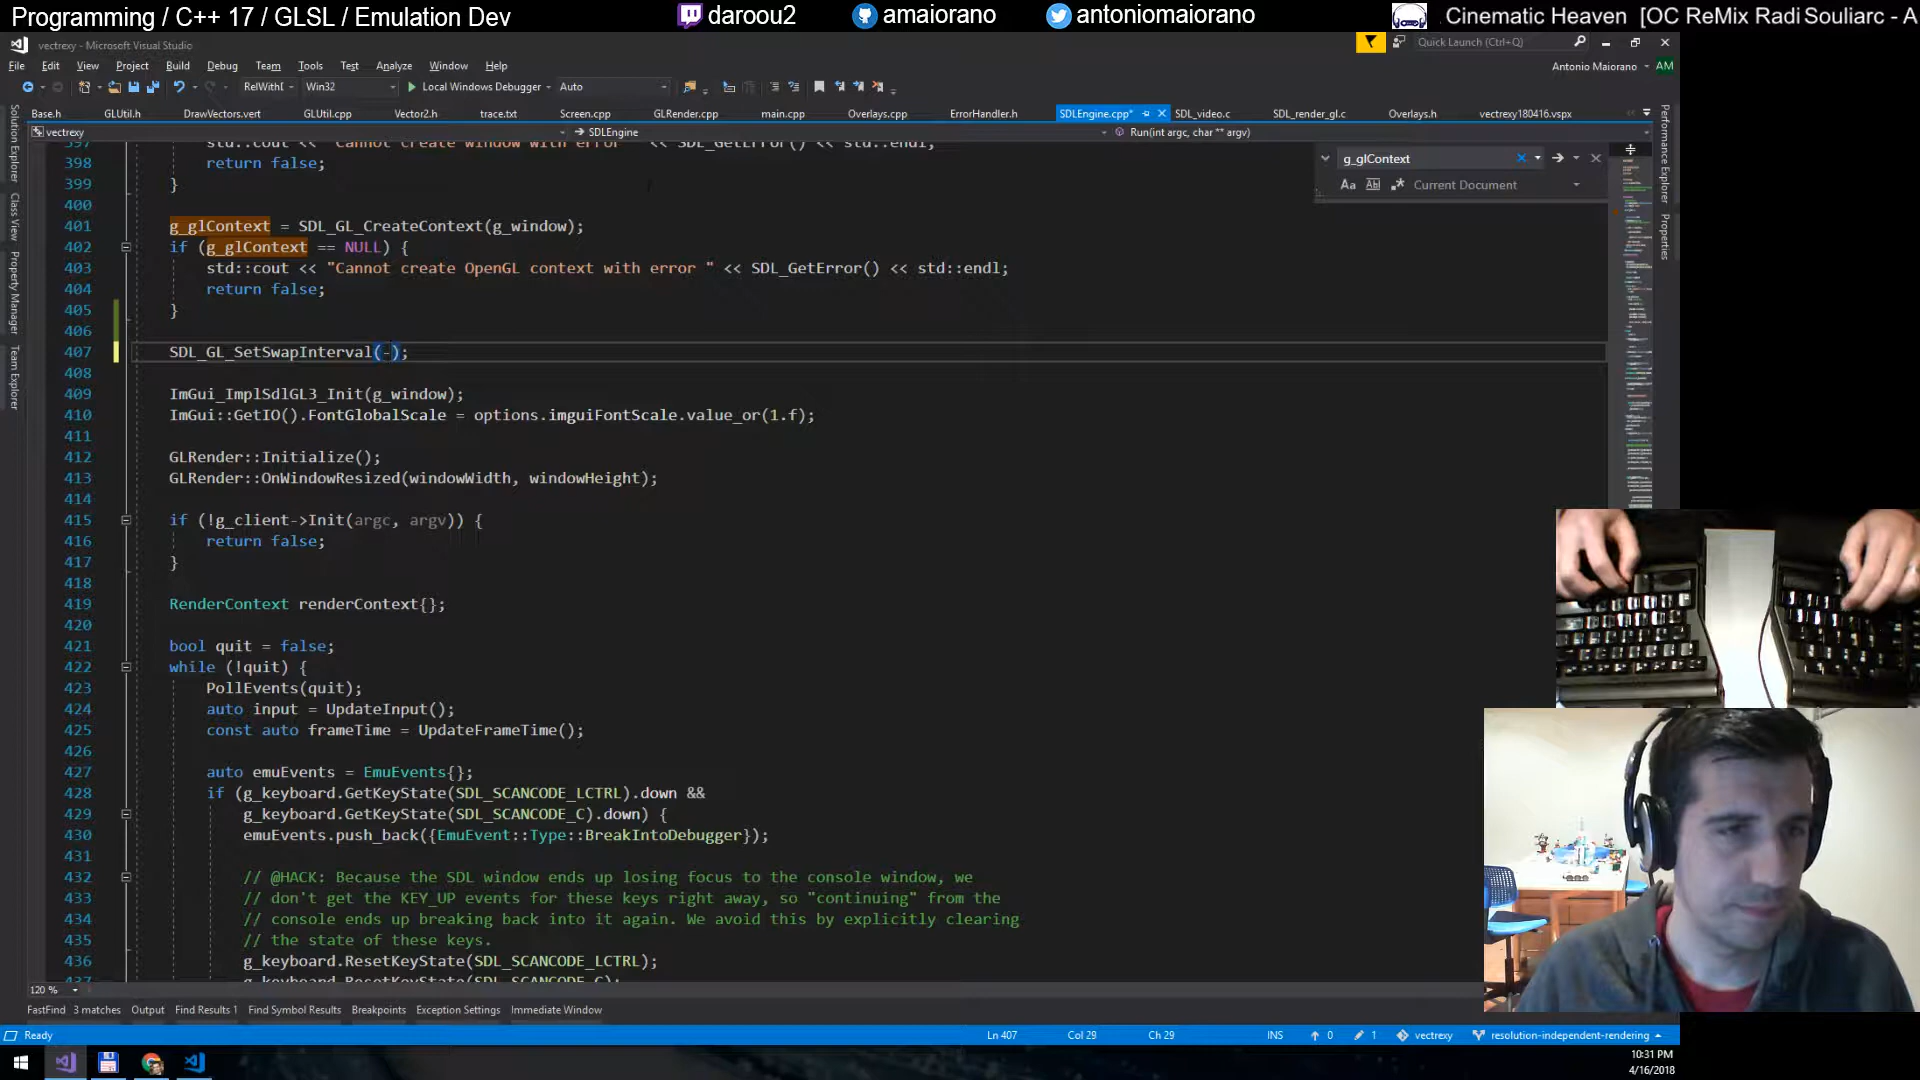 Programming / C++ 17 / GLSL / Emulation Dev
daroou2
amaiorano
antoniomaiorano
Cinematic Heaven [OC ReMix Radi Souliarc - A
vectrexy - Microsoft Visual Studio
Quick Launch (Ctrl+Q)
File Edit View Project Build Debug Team Tools Test Analyze Window Help
Antonio Maiorano AM
RelWithI Win32 Local Windows Debugger Auto
Base.h GLUtil.h DrawVectors.vert GLUtil.cpp Vector2.h trace.txt Screen.cpp GLRender.cpp main.cpp Overlays.cpp ErrorHandler.h SDLEngine.cpp* SDL_video.c SDL_render_gl.c Overlays.h vectrexy180416.vspx
vectrexy SDLEngine Run(int argc, char ** argv)
Solution Explorer
Class View
Property Manager
Team Explorer
Performance Explorer
Properties
g_glContext
Aa Ab Current Document
397 std::cout << "Cannot create window with error " << SDL_GetError() << std::endl;
398 return false;
399 }
400
401 g_glContext = SDL_GL_CreateContext(g_window);
402 if (g_glContext == NULL) {
403 std::cout << "Cannot create OpenGL context with error " << SDL_GetError() << std::endl;
404 return false;
405 }
406
407 SDL_GL_SetSwapInterval(-);
408
409 ImGui_ImplSdlGL3_Init(g_window);
410 ImGui::GetIO().FontGlobalScale = options.imguiFontScale.value_or(1.f);
411
412 GLRender::Initialize();
413 GLRender::OnWindowResized(windowWidth, windowHeight);
414
415 if (!g_client->Init(argc, argv)) {
416 return false;
417 }
418
419 RenderContext renderContext{};
420
421 bool quit = false;
422 while (!quit) {
423 PollEvents(quit);
424 auto input = UpdateInput();
425 const auto frameTime = UpdateFrameTime();
426
427 auto emuEvents = EmuEvents{};
428 if (g_keyboard.GetKeyState(SDL_SCANCODE_LCTRL).down &&
429 g_keyboard.GetKeyState(SDL_SCANCODE_C).down) {
430 emuEvents.push_back({EmuEvent::Type::BreakIntoDebugger});
431
432 // @HACK: Because the SDL window ends up losing focus to the console window, we
433 // don't get the KEY_UP events for these keys right away, so "continuing" from the
434 // console ends up breaking back into it again. We avoid this by explicitly clearing
435 // the state of these keys.
436 g_keyboard.ResetKeyState(SDL_SCANCODE_LCTRL);
437 g_keyboard.ResetKeyState(SDL_SCANCODE_C);
120 %
FastFind 3 matches Output Find Results 1 Find Symbol Results Breakpoints Exception Settings Immediate Window
Ready Ln 407 Col 29 Ch 29 INS 0 1 vectrexy resolution-independent-rendering
10:31 PM
4/16/2018